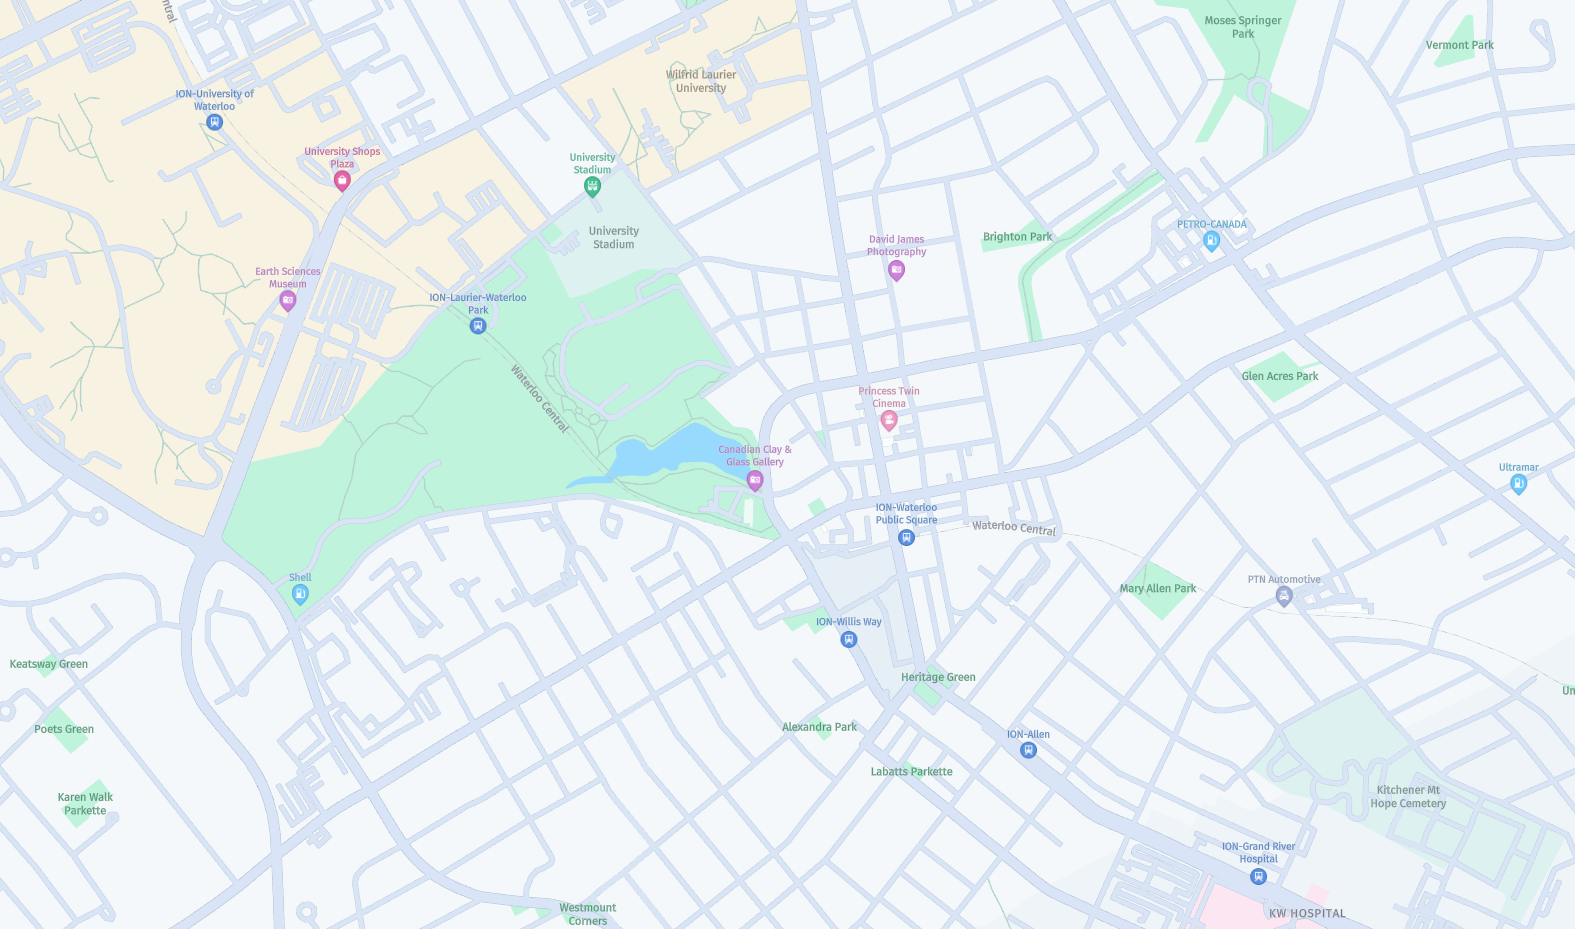 Moses Springer
Park
Vermont Park
Wilfrid Laurier
University
ION-University of
Waterloo
University Shops
Plaza
University
Stadium
University
Stadium
PETRO-CANADA
Brighton Park
David James
Photography
Earth Sciences
Museum
ION-Laurier-Waterloo
Park
Waterloo Central
Glen Acres Park
Princess Twin
Cinema
Canadian Clay &
Glass Gallery
Ultramar
ION-Waterloo
Public Square
Waterloo Central
Shell
Mary Allen Park
PTN Automotive
ION-Willis Way
Keatsway Green
Heritage Green
Poets Green
Alexandra Park
ION-Allen
Labatts Parkette
Karen Walk
Parkette
Kitchener Mt
Hope Cemetery
ION-Grand River
Hospital
Westmount
Corners
KW HOSPITAL